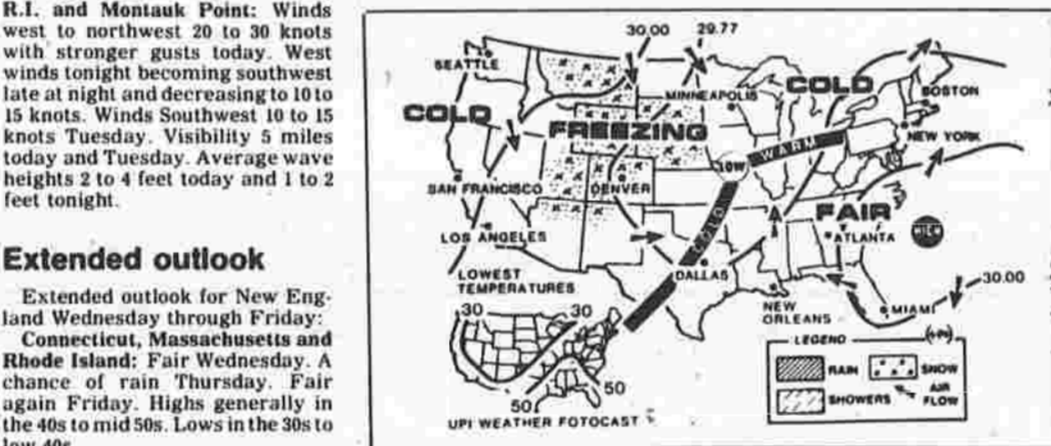 R.I. and Montauk Point: Winds
west to northwest 20 to 30 knots
with stronger gusts today. West
winds tonight becoming southwest
late at night and decreasing to 10 to
15 knots. Winds Southwest 10 to 15
knots Tuesday. Visibility 5 miles
today and Tuesday. Average wave
heights 2 to 4 feet today and 1 to 2
feet tonight.
Extended outlook
Extended outlook for New Eng-
land Wednesday through Friday:
Connecticut, Massachusetts and
Rhode Island: Fair Wednesday. A
chance of rain Thursday. Fair
again Friday. Highs generally in
the 40s to mid 50s. Lows in the 30s to
low 40s.
30.00
29.77
SEATTLE
COLD
MINNEAPOLIS
COLD
BOSTON
FREEZING
NEW YORK
WARM
LOW
SAN FRANCISCO
DENVER
COLD
FAIR
HIGH
LOS ANGELES
ATLANTA
DALLAS
LOWEST
TEMPERATURES
30.00
30
30
NEW
ORLEANS
MIAMI
LEGEND
(UPI)
RAIN
SNOW
SHOWERS
AIR
FLOW
50
50
UPI WEATHER FOTOCAST